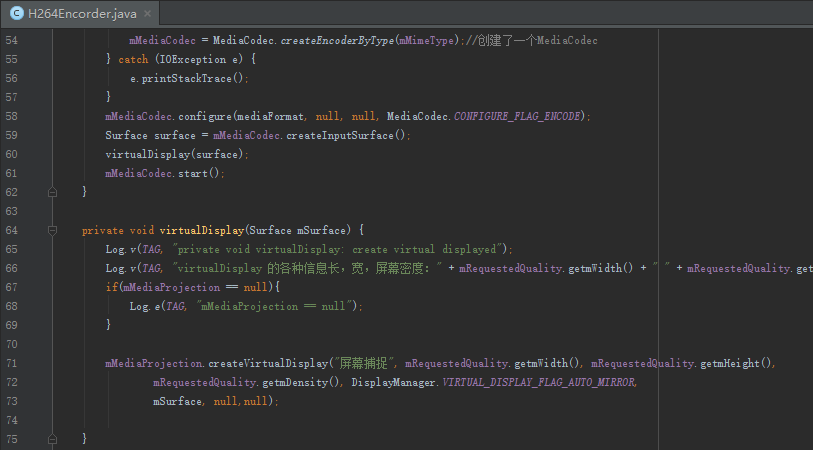 H264Encorder.java
54 mMediaCodec = MediaCodec.createEncoderByType(mMimeType);//创建了一个MediaCodec
55 } catch (IOException e) {
56 e.printStackTrace();
57 }
58 mMediaCodec.configure(mediaFormat, null, null, MediaCodec.CONFIGURE_FLAG_ENCODE);
59 Surface surface = mMediaCodec.createInputSurface();
60 virtualDisplay(surface);
61 mMediaCodec.start();
62 }
63
64 private void virtualDisplay(Surface mSurface) {
65 Log.v(TAG, "private void virtualDisplay: create virtual displayed");
66 Log.v(TAG, "virtualDisplay 的各种信息长，宽，屏幕密度：" + mRequestedQuality.getmWidth() + " " + mRequestedQuality.get
67 if(mMediaProjection == null){
68 Log.e(TAG, "mMediaProjection == null");
69 }
70
71 mMediaProjection.createVirtualDisplay("屏幕捕捉", mRequestedQuality.getmWidth(), mRequestedQuality.getmHeight(),
72 mRequestedQuality.getmDensity(), DisplayManager.VIRTUAL_DISPLAY_FLAG_AUTO_MIRROR,
73 mSurface, null,null);
74
75 }